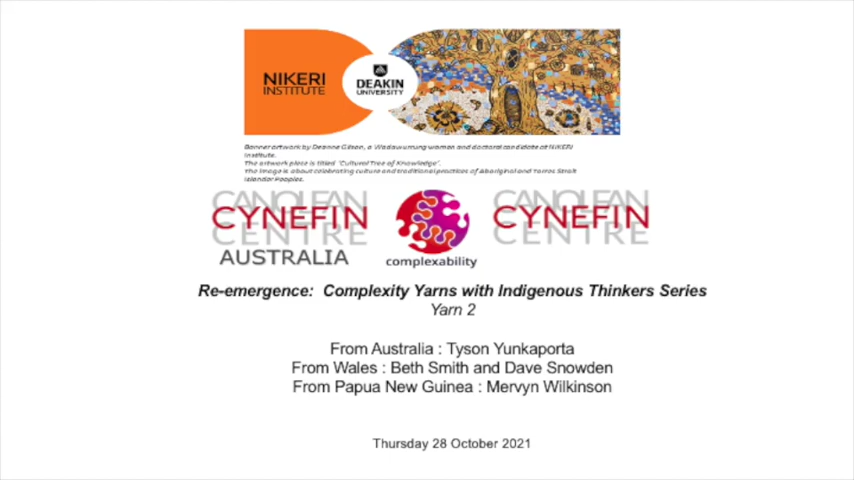 NIKERI
INSTITUTE
DEAKIN
UNIVERSITY
Banner artwork by Deanne Gilson, a Wadawurrung women and doctoral candidate at NIKERI
Institute.
The artwork piece is titled 'Cultural Tree of Knowledge'.
The image is about celebrating culture and traditional practices of Aboriginal and Torres Strait
Islander Peoples.
CANOLFAN
CYNEFIN
CENTRE
AUSTRALIA
complexability
CANOLFAN
CYNEFIN
CENTRE
Re-emergence: Complexity Yarns with Indigenous Thinkers Series
Yarn 2
From Australia : Tyson Yunkaporta
From Wales : Beth Smith and Dave Snowden
From Papua New Guinea : Mervyn Wilkinson
Thursday 28 October 2021